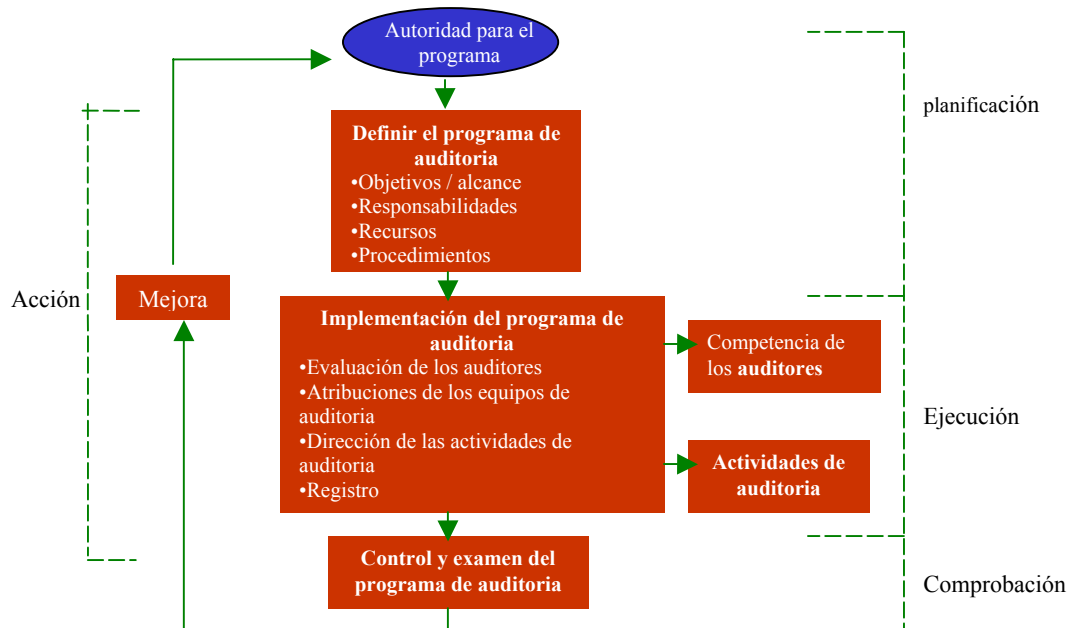 Autoridad para el
programa
planificación
Definir el programa de
auditoria
•Objetivos / alcance
•Responsabilidades
•Recursos
•Procedimientos
Acción
Mejora
Implementación del programa de
auditoria
•Evaluación de los auditores
•Atribuciones de los equipos de
auditoria
•Dirección de las actividades de
auditoria
•Registro
Competencia de
los auditores
Ejecución
Actividades de
auditoria
Control y examen del
programa de auditoria
Comprobación